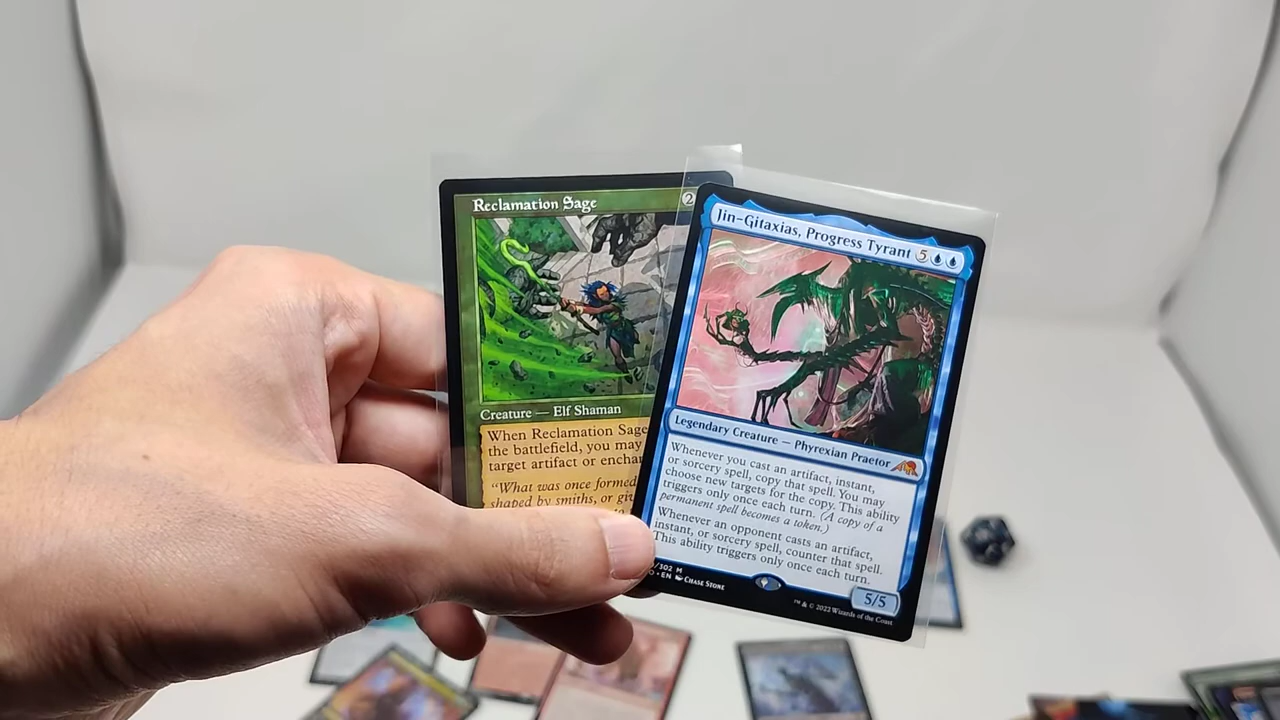 Reclamation Sage 2
Creature — Elf Shaman
When Reclamation Sage
the battlefield, you may
target artifact or enchan
"What was once formed
shaped by smiths, or giv
Jin-Gitaxias, Progress Tyrant 5
Legendary Creature — Phyrexian Praetor
Whenever you cast an artifact, instant,
or sorcery spell, copy that spell. You may
choose new targets for the copy. This ability
triggers only once each turn. (A copy of a
permanent spell becomes a token.)
Whenever an opponent casts an artifact,
instant, or sorcery spell, counter that spell.
This ability triggers only once each turn.
/302 M
EN Chase Stone
5/5
™ & © 2022 Wizards of the Coast